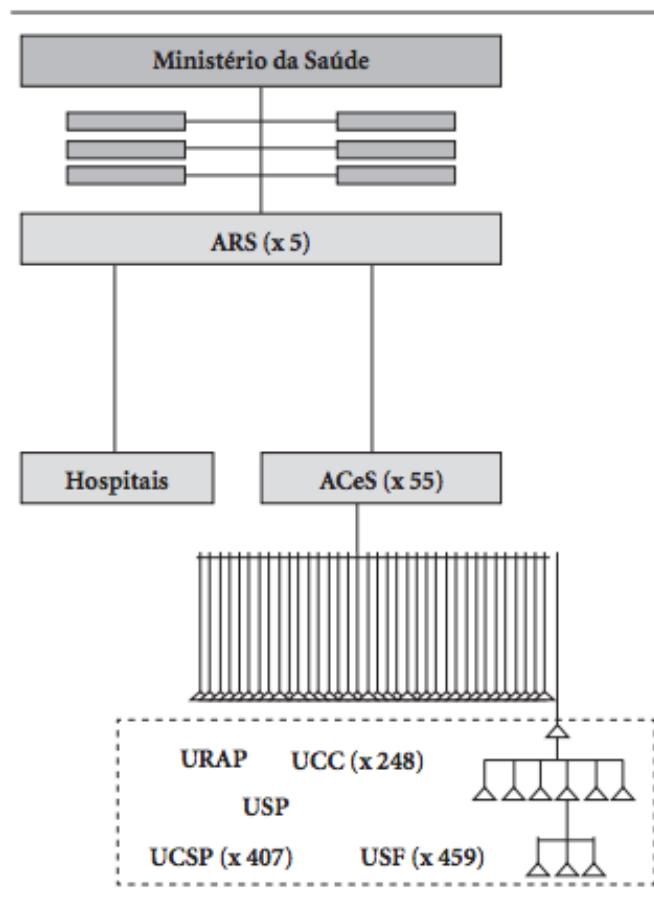 Ministério da Saúde
ARS (x 5)
Hospitais
ACeS (x 55)
URAP
UCC (x 248)
USP
UCSP (x 407)
USF (x 459)